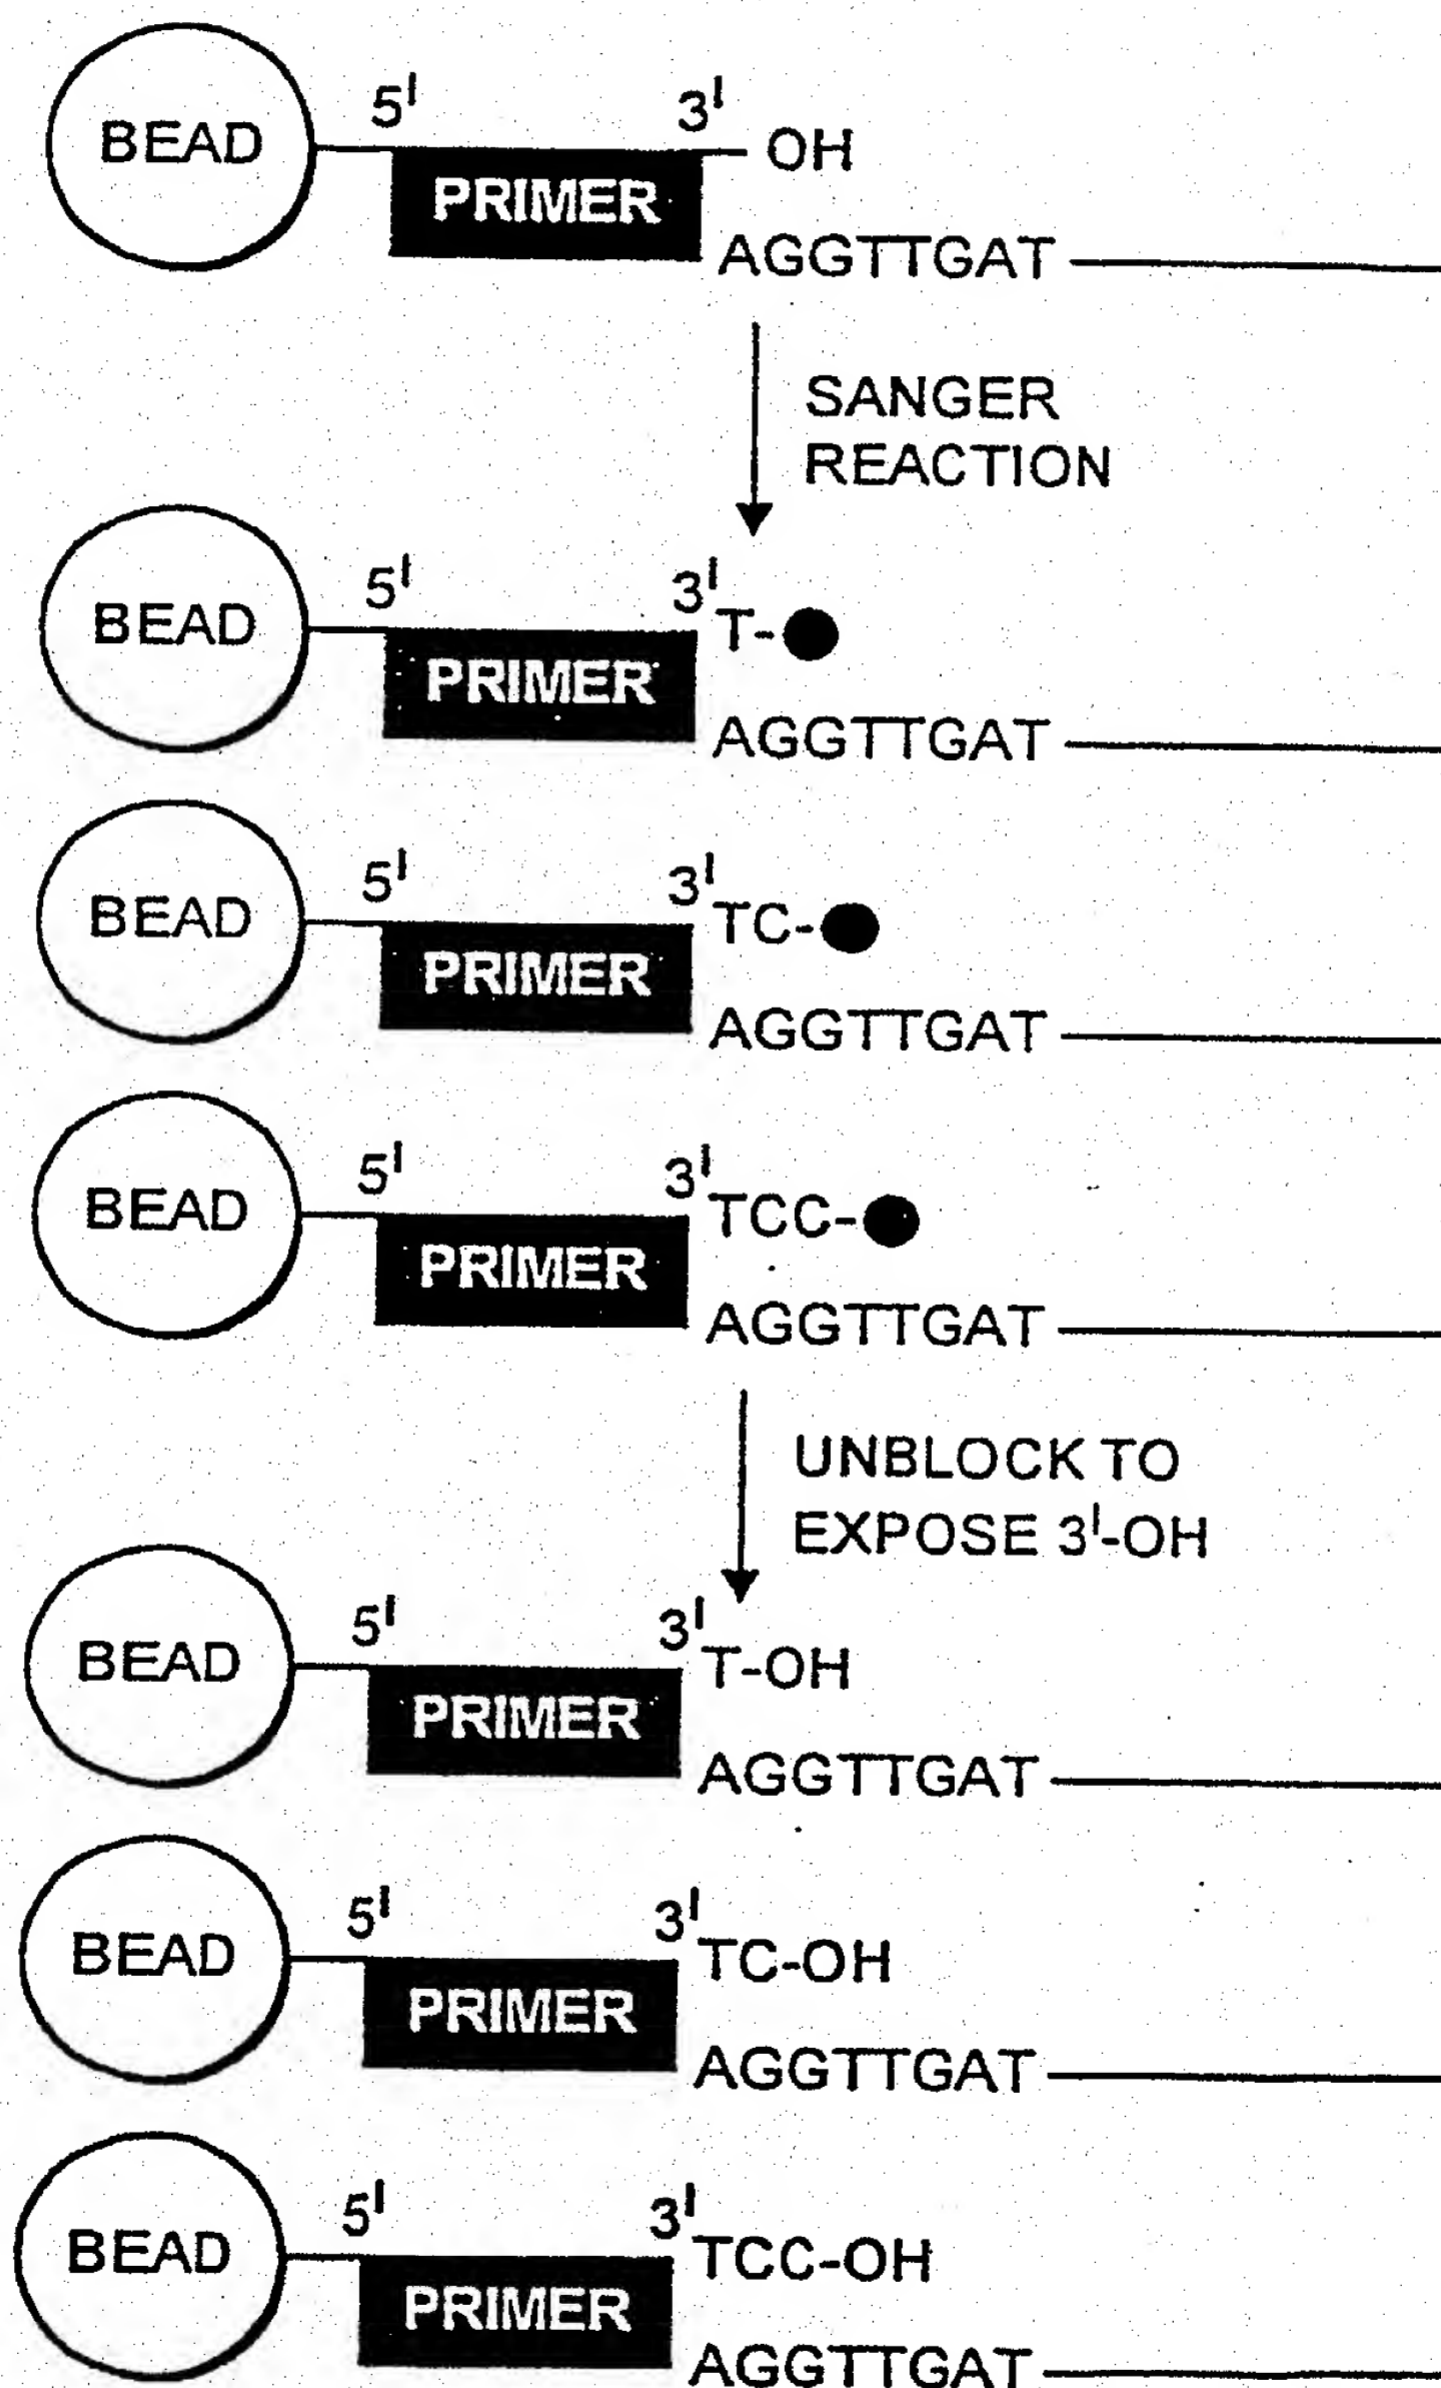 5' 3'
BEAD OH
PRIMER
AGGTTGAT
SANGER
REACTION
5' 3'
BEAD T-●
PRIMER
AGGTTGAT
5' 3'
BEAD TC-●
PRIMER
AGGTTGAT
5' 3'
BEAD TCC-●
PRIMER
AGGTTGAT
UNBLOCK TO
EXPOSE 3'-OH
5' 3'
BEAD T-OH
PRIMER
AGGTTGAT
5' 3'
BEAD TC-OH
PRIMER
AGGTTGAT
5' 3'
BEAD TCC-OH
PRIMER
AGGTTGAT